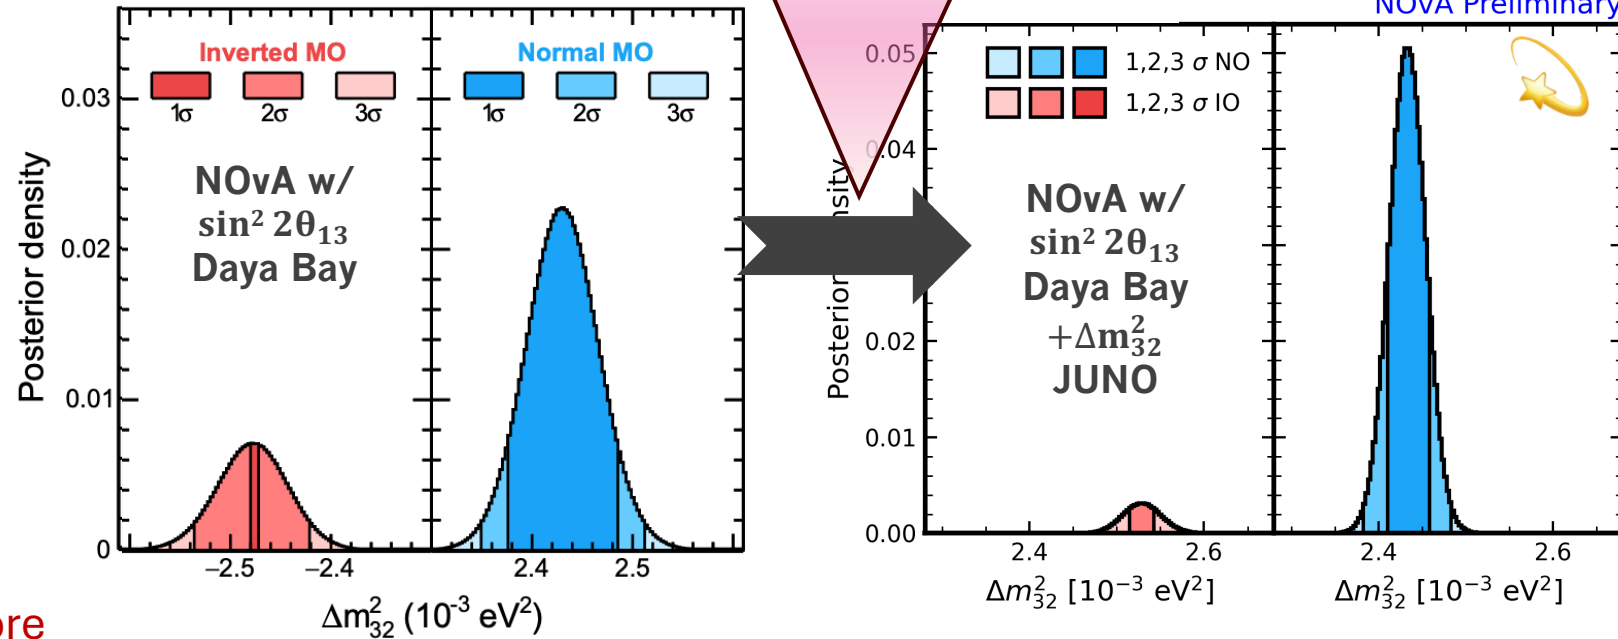 NOvA Preliminary
Inverted MO
1σ 2σ 3σ
Normal MO
1σ 2σ 3σ
NOvA w/
sin² 2θ₁₃
Daya Bay
Posterior density
0.03
0.02
0.01
0
−2.5 −2.4
2.4 2.5
Δm²₃₂ (10⁻³ eV²)
1,2,3 σ NO
1,2,3 σ IO
NOvA w/
sin² 2θ₁₃
Daya Bay
+Δm²₃₂
JUNO
0.05
0.04
0.02
0.01
0.00
2.4 2.6
Δm²₃₂ [10⁻³ eV²]
2.4 2.6
Δm²₃₂ [10⁻³ eV²]